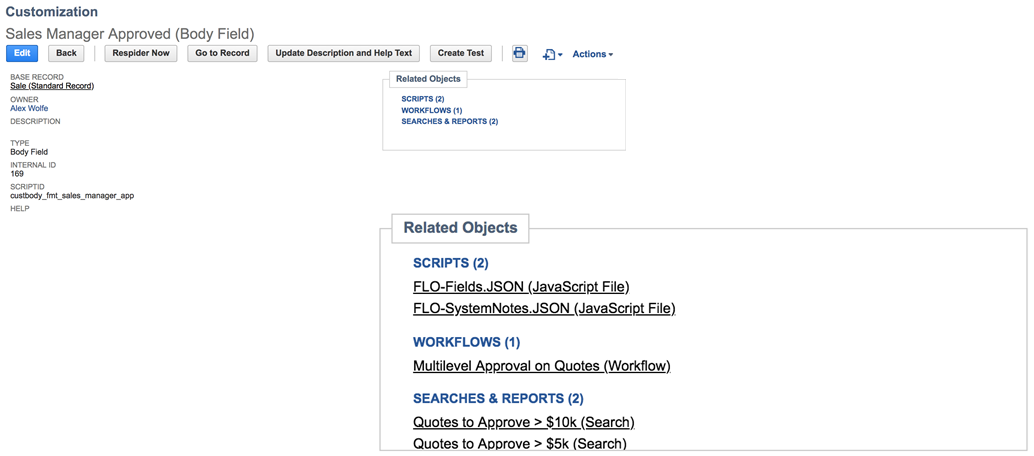 Customization
Sales Manager Approved (Body Field)
Edit Back Respider Now Go to Record Update Description and Help Text Create Test Actions
BASE RECORD
Sale (Standard Record)
OWNER
Alex Wolfe
DESCRIPTION
TYPE
Body Field
INTERNAL ID
169
SCRIPTID
custbody_fmt_sales_manager_app
HELP
Related Objects
SCRIPTS (2)
WORKFLOWS (1)
SEARCHES & REPORTS (2)
Related Objects
SCRIPTS (2)
FLO-Fields.JSON (JavaScript File)
FLO-SystemNotes.JSON (JavaScript File)
WORKFLOWS (1)
Multilevel Approval on Quotes (Workflow)
SEARCHES & REPORTS (2)
Quotes to Approve > $10k (Search)
Quotes to Approve > $5k (Search)